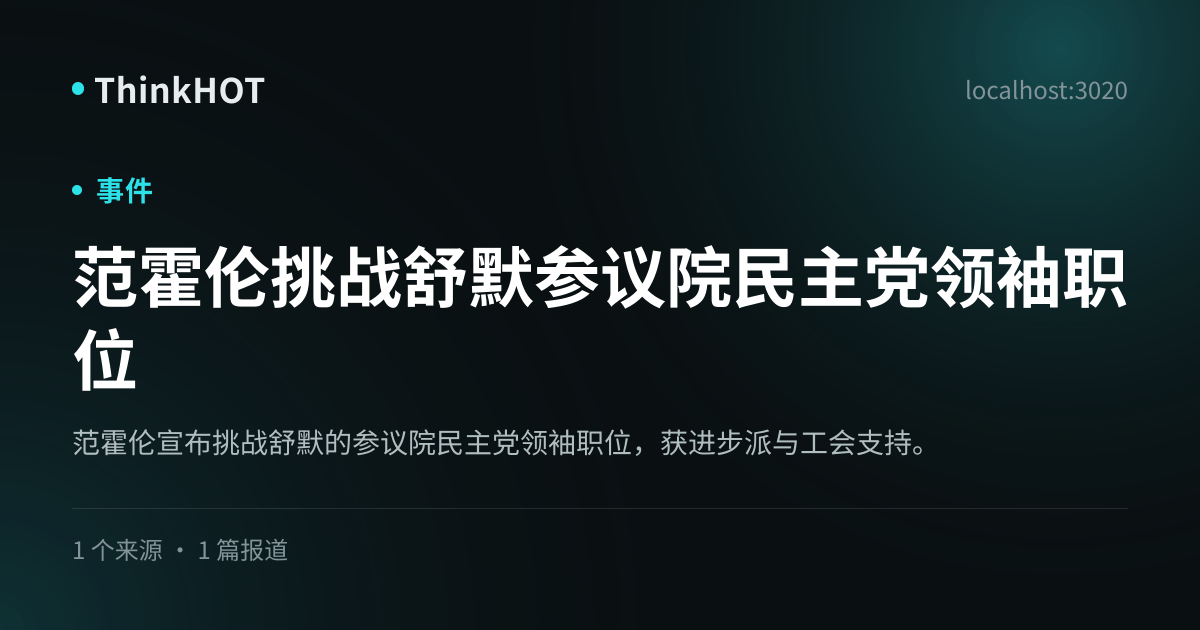 ThinkHOT
localhost:3020
事件
范霍伦挑战舒默参议院民主党领袖职
位
范霍伦宣布挑战舒默的参议院民主党领袖职位，获进步派与工会支持。
1 个来源 · 1 篇报道